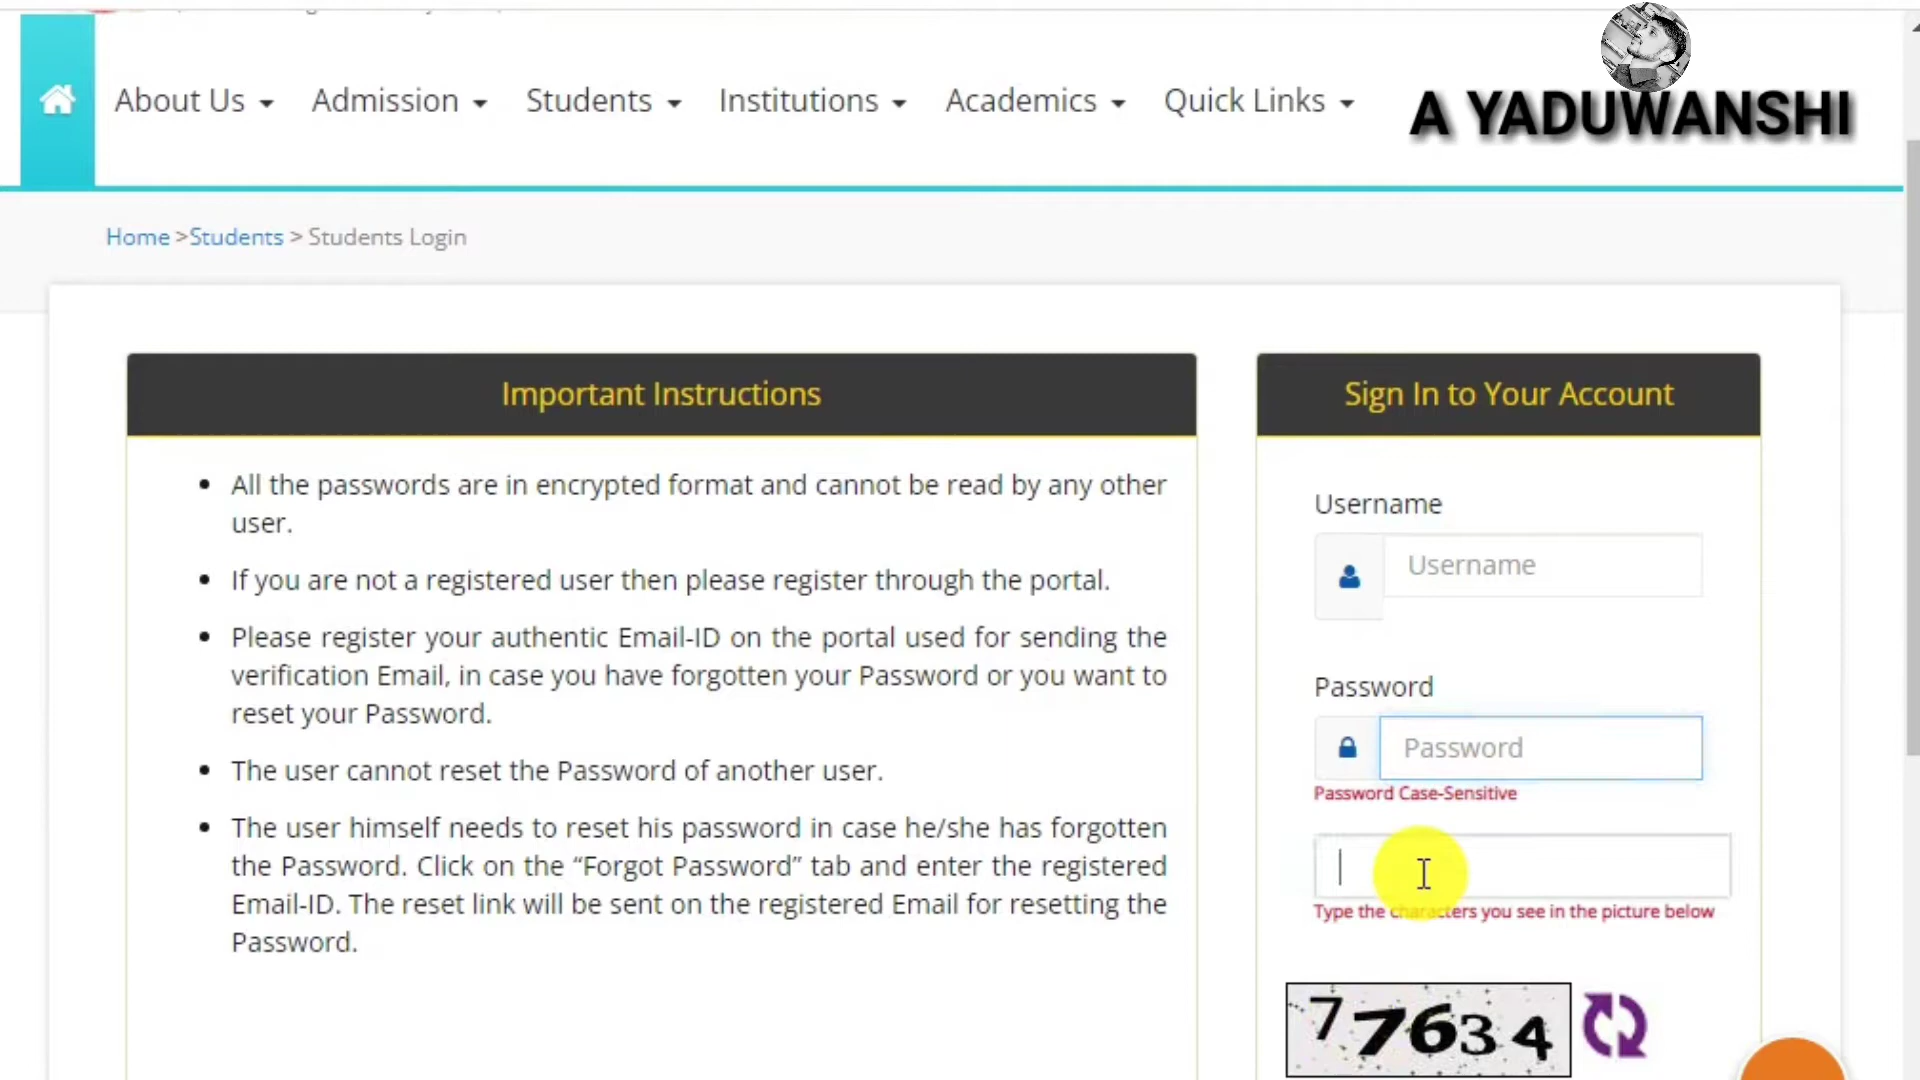 About Us
Admission
Students
Institutions
Academics
Quick Links
A YADUWANSHI
Home >Students > Students Login
Important Instructions
All the passwords are in encrypted format and cannot be read by any other
user.
If you are not a registered user then please register through the portal.
Please register your authentic Email-ID on the portal used for sending the
verification Email, in case you have forgotten your Password or you want to
reset your Password.
The user cannot reset the Password of another user.
The user himself needs to reset his password in case he/she has forgotten
the Password. Click on the “Forgot Password” tab and enter the registered
Email-ID. The reset link will be sent on the registered Email for resetting the
Password.
Sign In to Your Account
Username
Username
Password
Password
Password Case-Sensitive
Type the characters you see in the picture below
77634